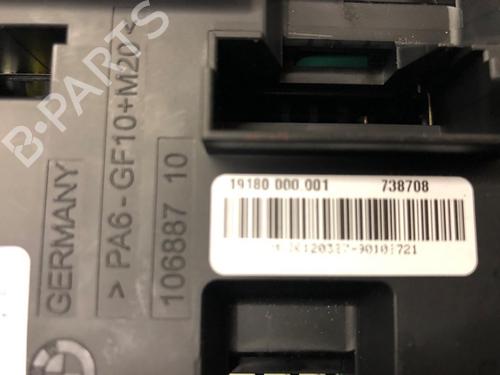 B-PARTS
GERMANY
> PA6-GF10+M20 <
106887 10
19180 000 001 738708